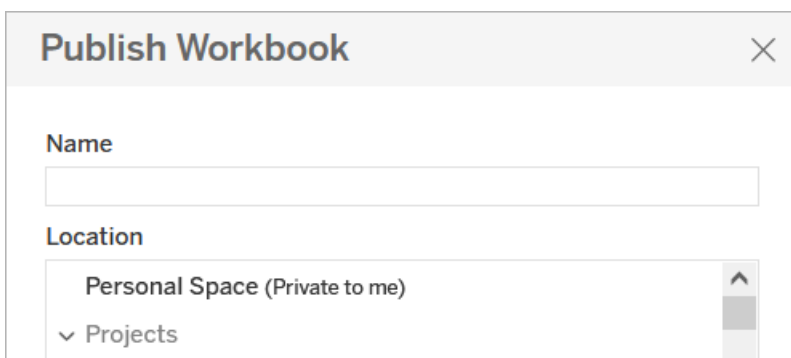 Publish Workbook
Name
Location
Personal Space (Private to me)
Projects